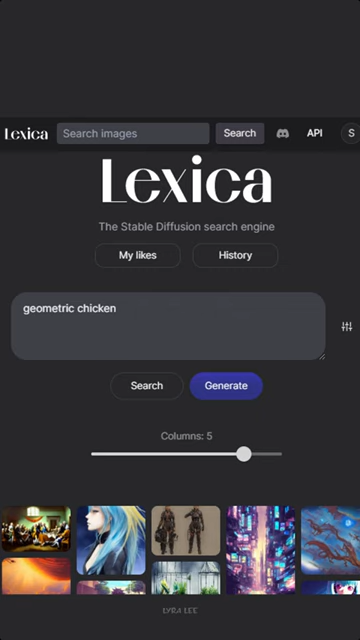 Lexica Search images Search API S
Lexica
The Stable Diffusion search engine
My likes History
geometric chicken
Search Generate
Columns: 5
LYRA LEE